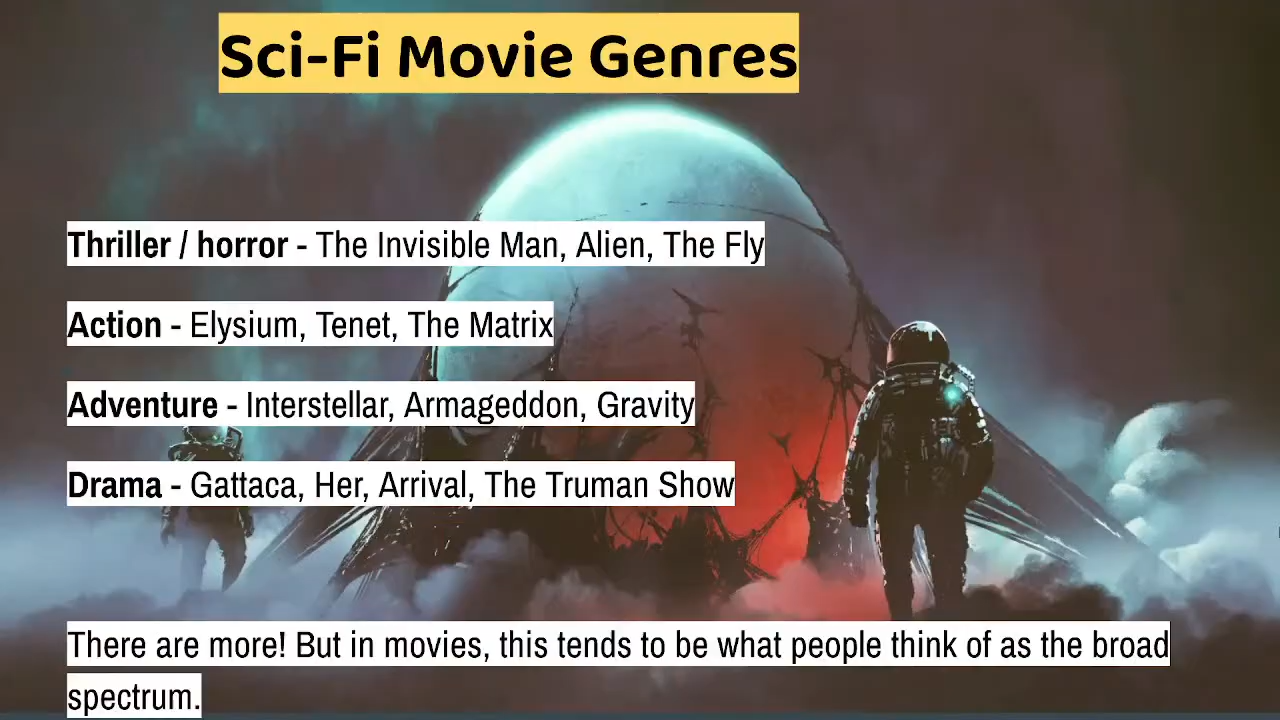 Sci-Fi Movie Genres
Thriller / horror - The Invisible Man, Alien, The Fly
Action - Elysium, Tenet, The Matrix
Adventure - Interstellar, Armageddon, Gravity
Drama - Gattaca, Her, Arrival, The Truman Show
There are more! But in movies, this tends to be what people think of as the broad
spectrum.